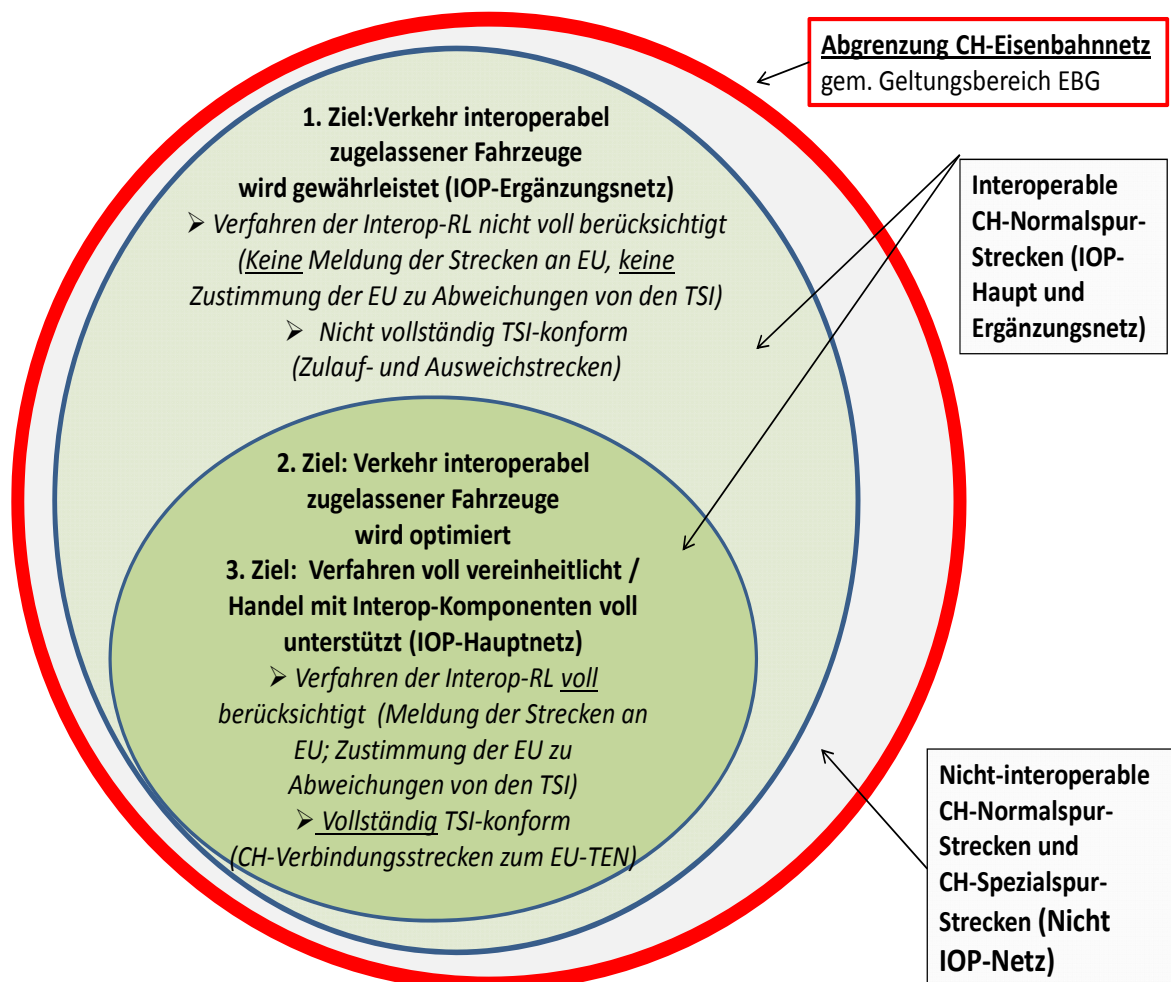 Abgrenzung CH-Eisenbahnnetz
gem. Geltungsbereich EBG
1. Ziel:Verkehr interoperabel
zugelassener Fahrzeuge
wird gewährleistet (IOP-Ergänzungsnetz)
➢ Verfahren der Interop-RL nicht voll berücksichtigt
(Keine Meldung der Strecken an EU, keine
Zustimmung der EU zu Abweichungen von den TSI)
➢ Nicht vollständig TSI-konform
(Zulauf- und Ausweichstrecken)
Interoperable
CH-Normalspur-
Strecken (IOP-
Haupt und
Ergänzungsnetz)
2. Ziel: Verkehr interoperabel
zugelassener Fahrzeuge
wird optimiert
3. Ziel: Verfahren voll vereinheitlicht /
Handel mit Interop-Komponenten voll
unterstützt (IOP-Hauptnetz)
➢ Verfahren der Interop-RL voll
berücksichtigt (Meldung der Strecken an
EU; Zustimmung der EU zu
Abweichungen von den TSI)
➢ Vollständig TSI-konform
(CH-Verbindungsstrecken zum EU-TEN)
Nicht-interoperable
CH-Normalspur-
Strecken und
CH-Spezialspur-
Strecken (Nicht
IOP-Netz)